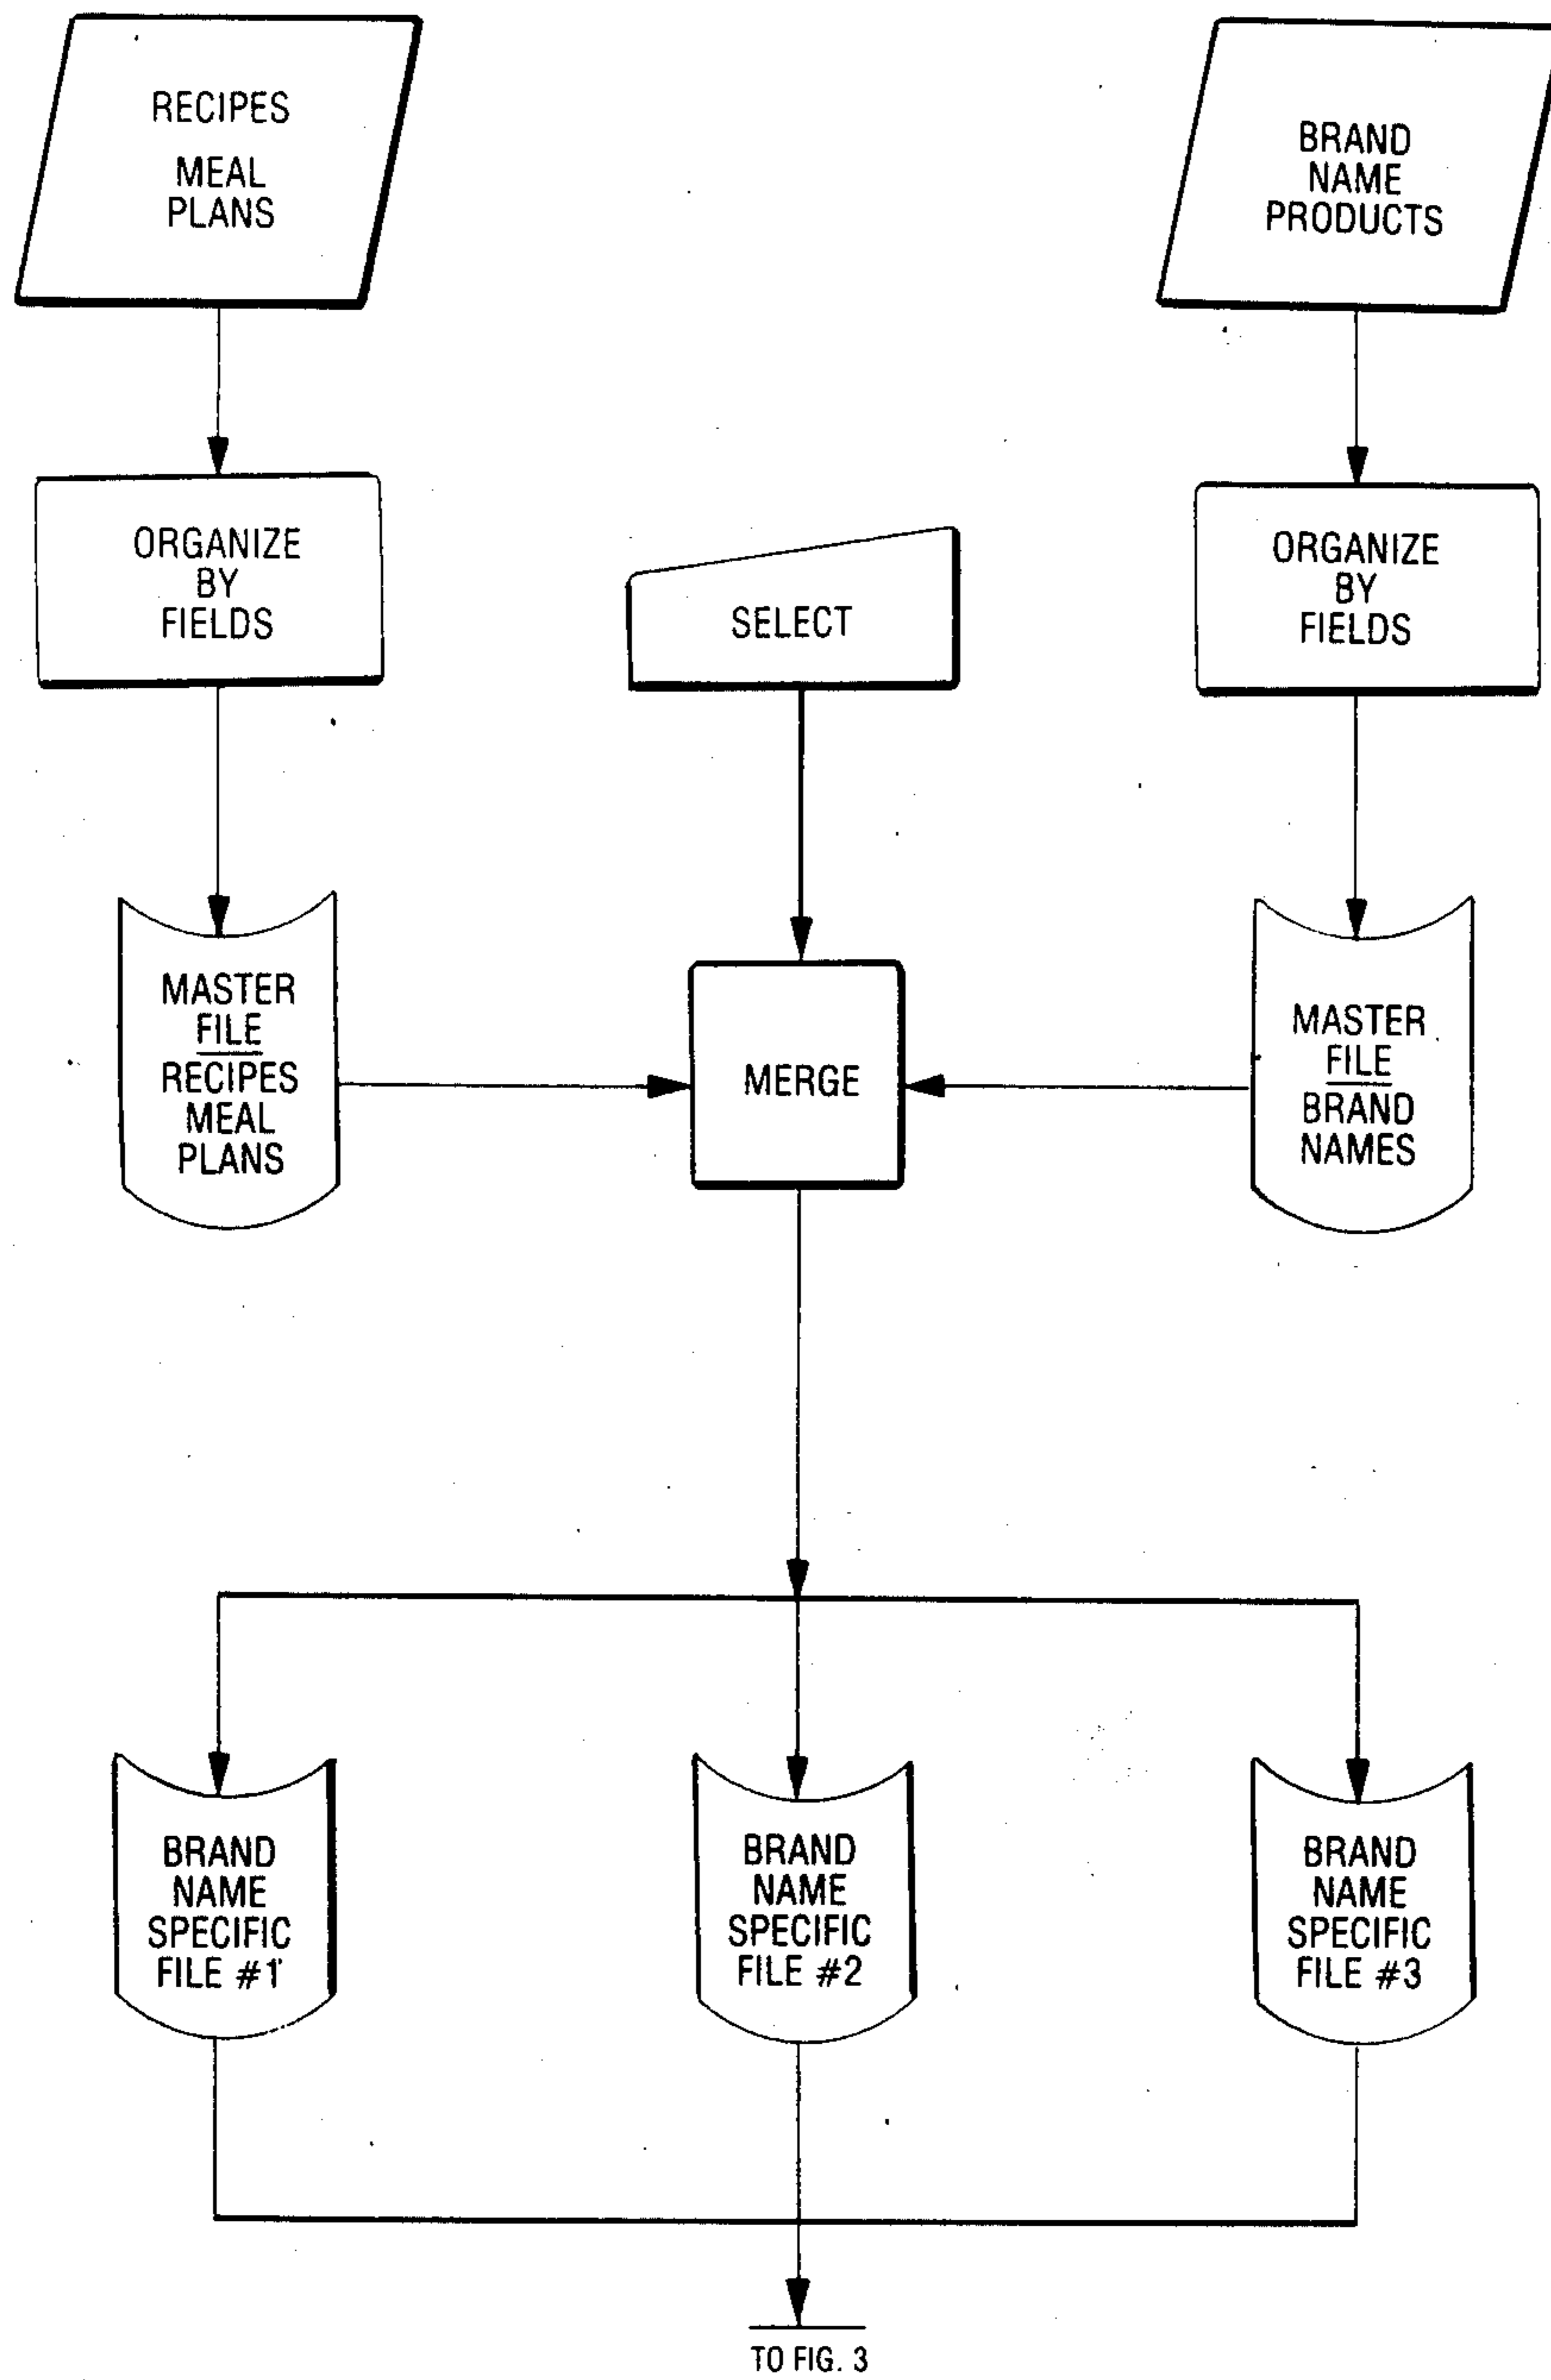 RECIPES
MEAL
PLANS
BRAND
NAME
PRODUCTS
ORGANIZE
BY
FIELDS
SELECT
ORGANIZE
BY
FIELDS
MASTER
FILE
RECIPES
MEAL
PLANS
MERGE
MASTER
FILE
BRAND
NAMES
BRAND
NAME
SPECIFIC
FILE #1
BRAND
NAME
SPECIFIC
FILE #2
BRAND
NAME
SPECIFIC
FILE #3
TO FIG. 3